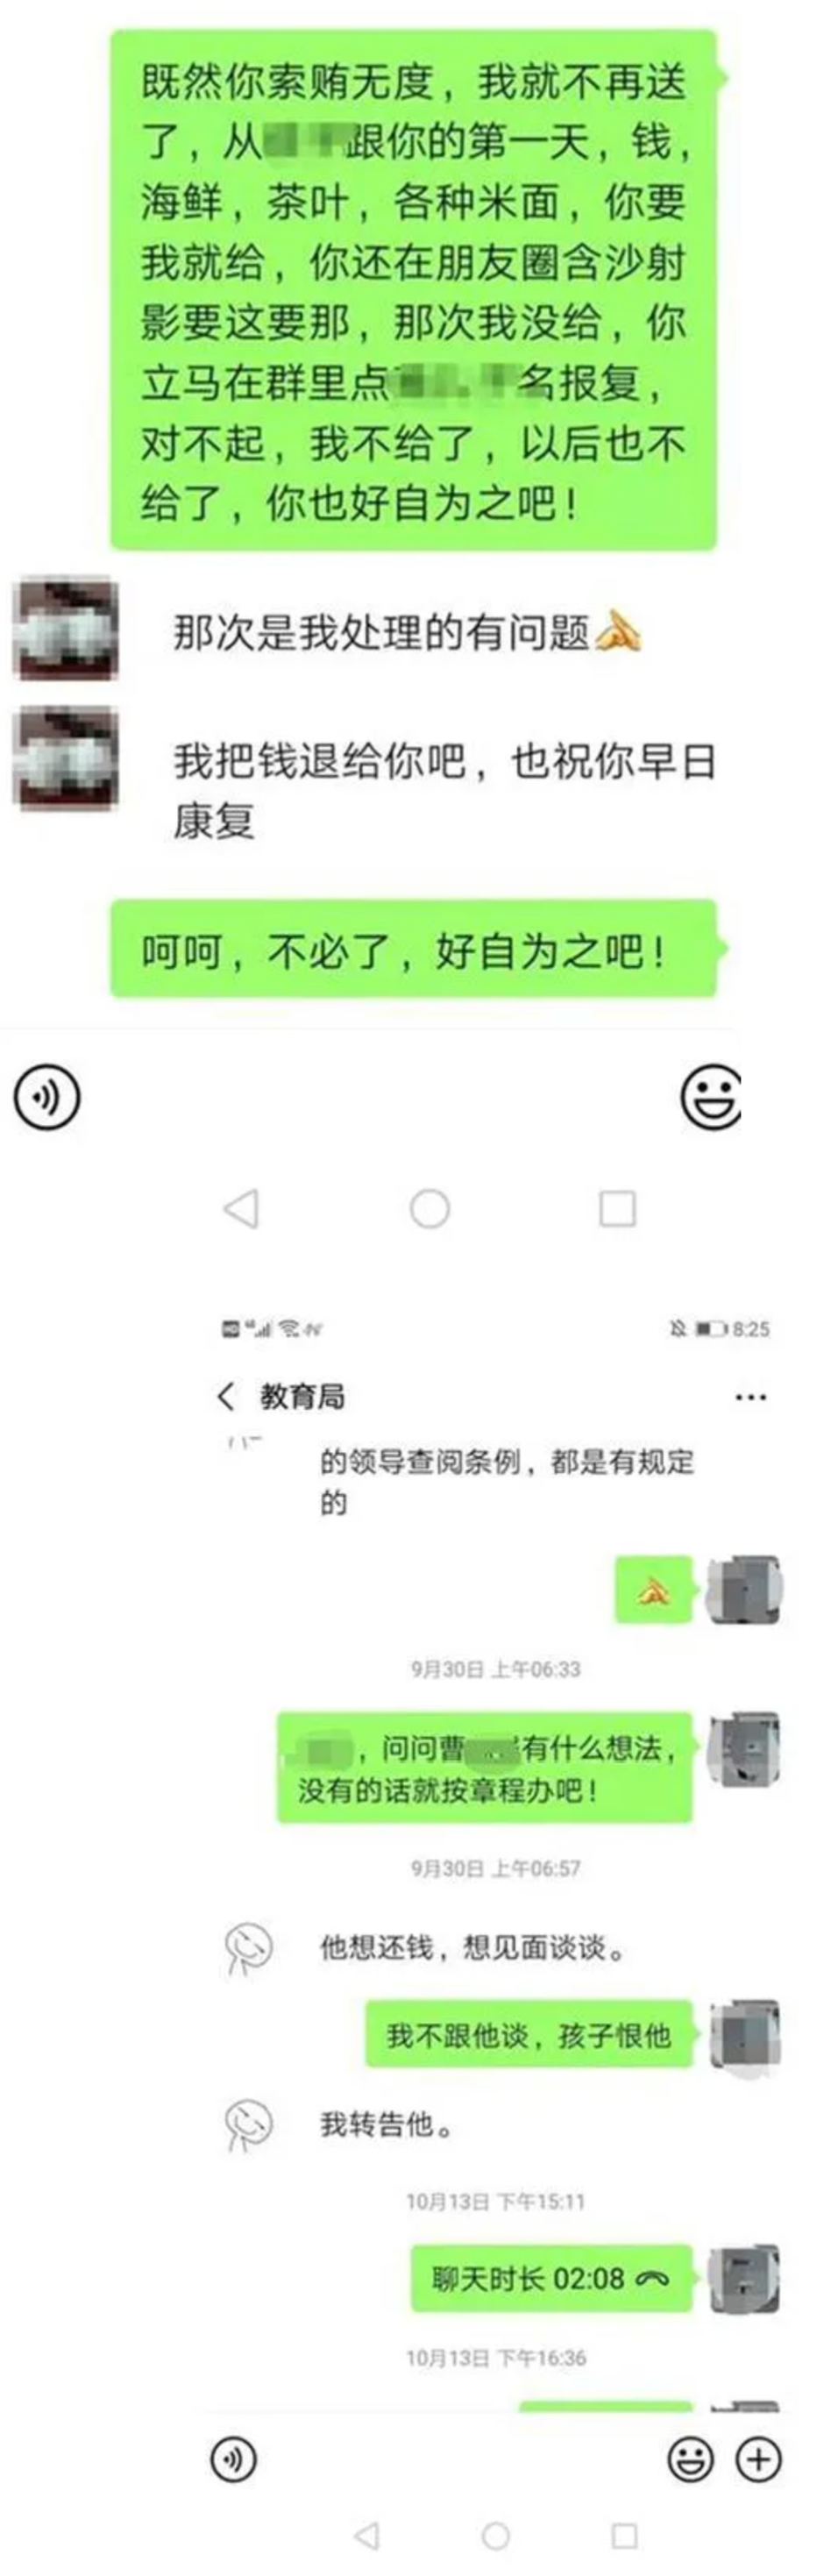 既然你索贿无度，我就不再送
了，从跟你的第一天，钱，
海鲜，茶叶，各种米面，你要
我就给，你还在朋友圈含沙射
影要这要那，那次我没给，你
立马在群里点名报复，
对不起，我不给了，以后也不
给了，你也好自为之吧！
那次是我处理的有问题🙏
我把钱退给你吧，也祝你早日
康复
呵呵，不必了，好自为之吧！
8:25
教育局
的领导查阅条例，都是有规定
的
🙏
9月30日 上午06:33
，问问曹有什么想法，
没有的话就按章程办吧！
9月30日 上午06:57
他想还钱，想见面谈谈。
我不跟他谈，孩子恨他
我转告他。
10月13日 下午15:11
聊天时长 02:08
10月13日 下午16:36